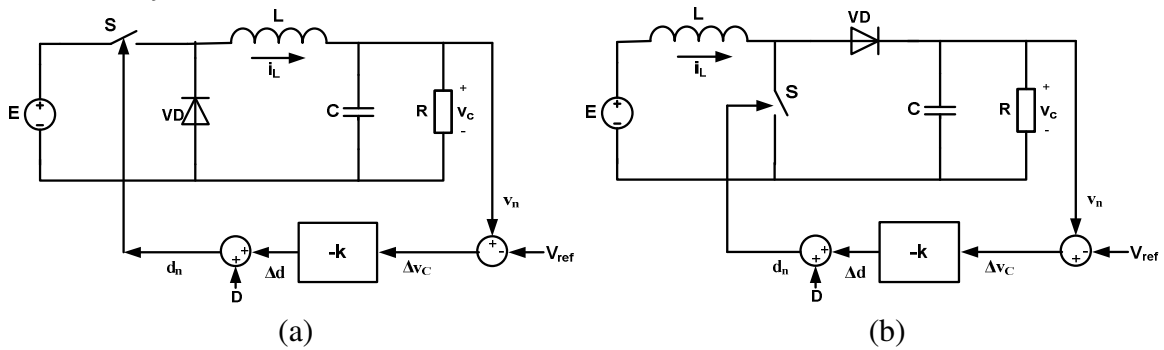 S
L
i_L
E
+
-
VD
C
R
+
v_c
-
v_n
+
-
V_ref
Δv_C
-k
Δd
+
+
D
d_n
(a)
L
VD
i_L
S
E
+
-
C
R
+
v_c
-
v_n
+
-
V_ref
Δv_C
-k
Δd
+
+
D
d_n
(b)